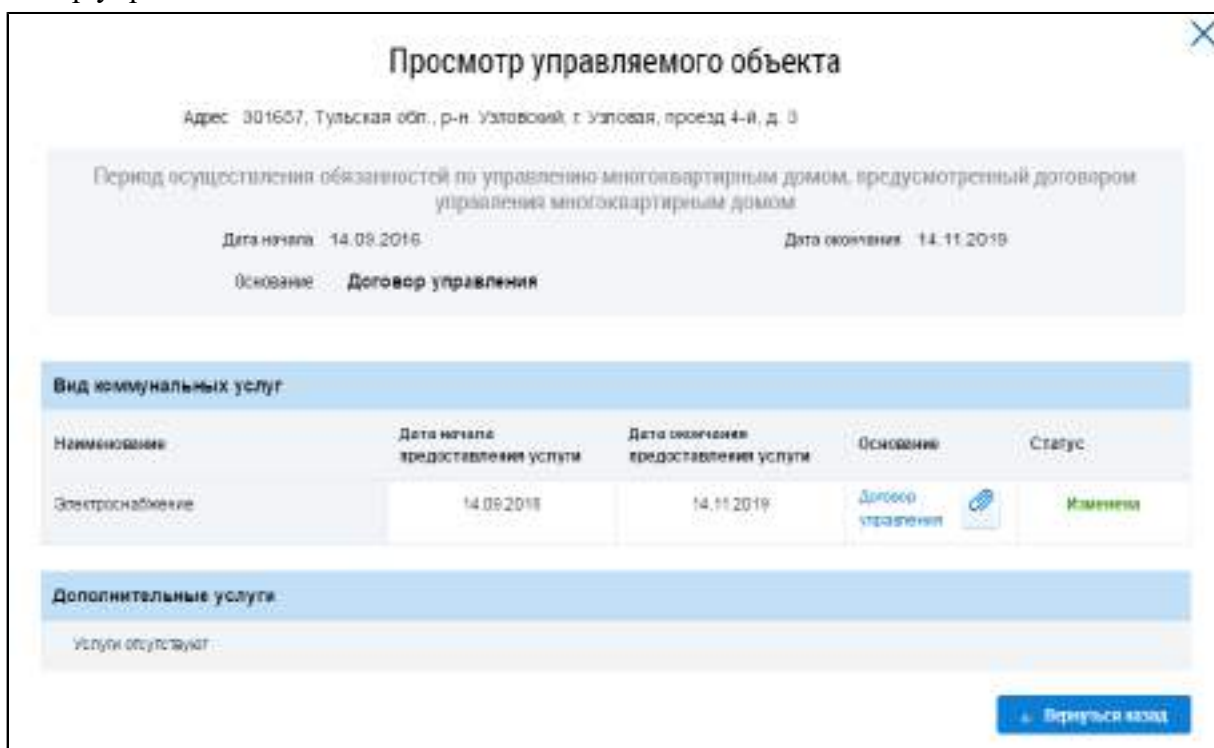 Просмотр управляемого объекта
Адрес 301657, Тульская обл., р-н. Узловский, г. Узловая, проезд 4-й, д. 3
Период осуществления обязанностей по управлению многоквартирным домом, предусмотренный договором
управления многоквартирным домом
Дата начала 14.09.2016 Дата окончания 14.11.2019
Основание Договор управления
Вид коммунальных услуг
Наименование Дата начала предоставления услуги Дата окончания предоставления услуги Основание Статус
Электроснабжение 14.09.2016 14.11.2019 Договор управления Изменена
Дополнительные услуги
Услуги отсутствуют
Вернуться назад